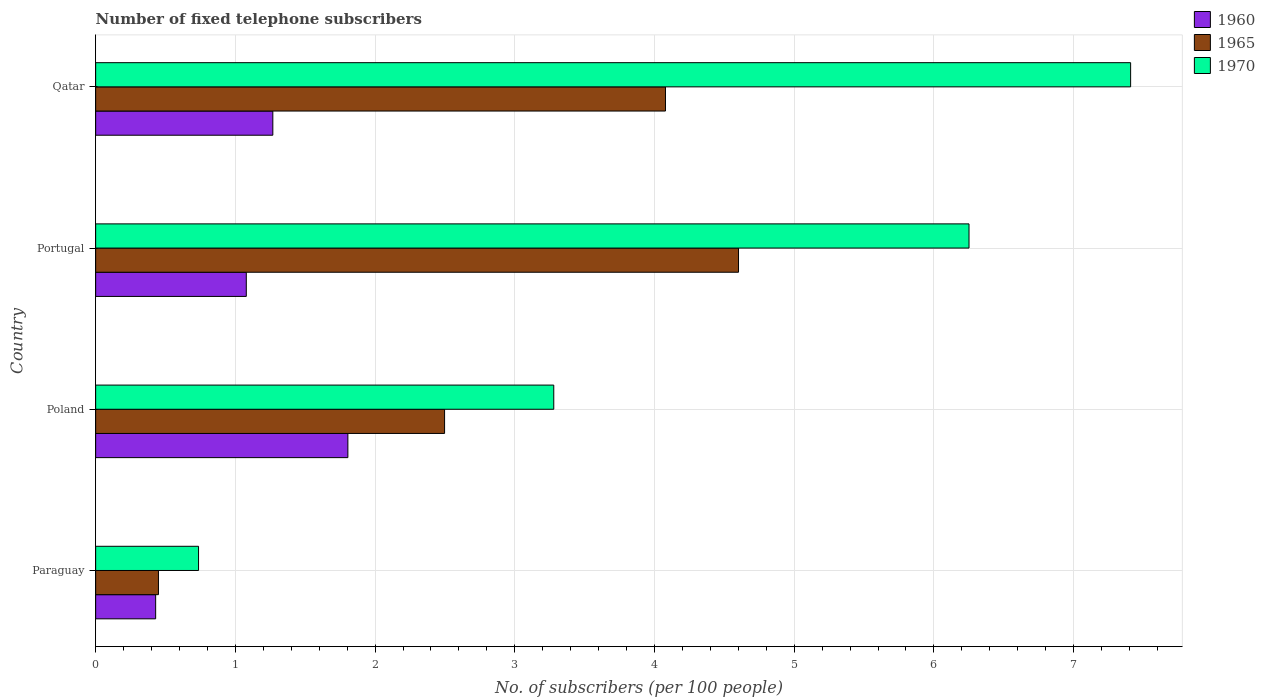 Number of fixed telephone subscribers
1960
1965
1970
Qatar
Portugal
Poland
Paraguay
Country
0 1 2 3 4 5 6 7
No. of subscribers (per 100 people)